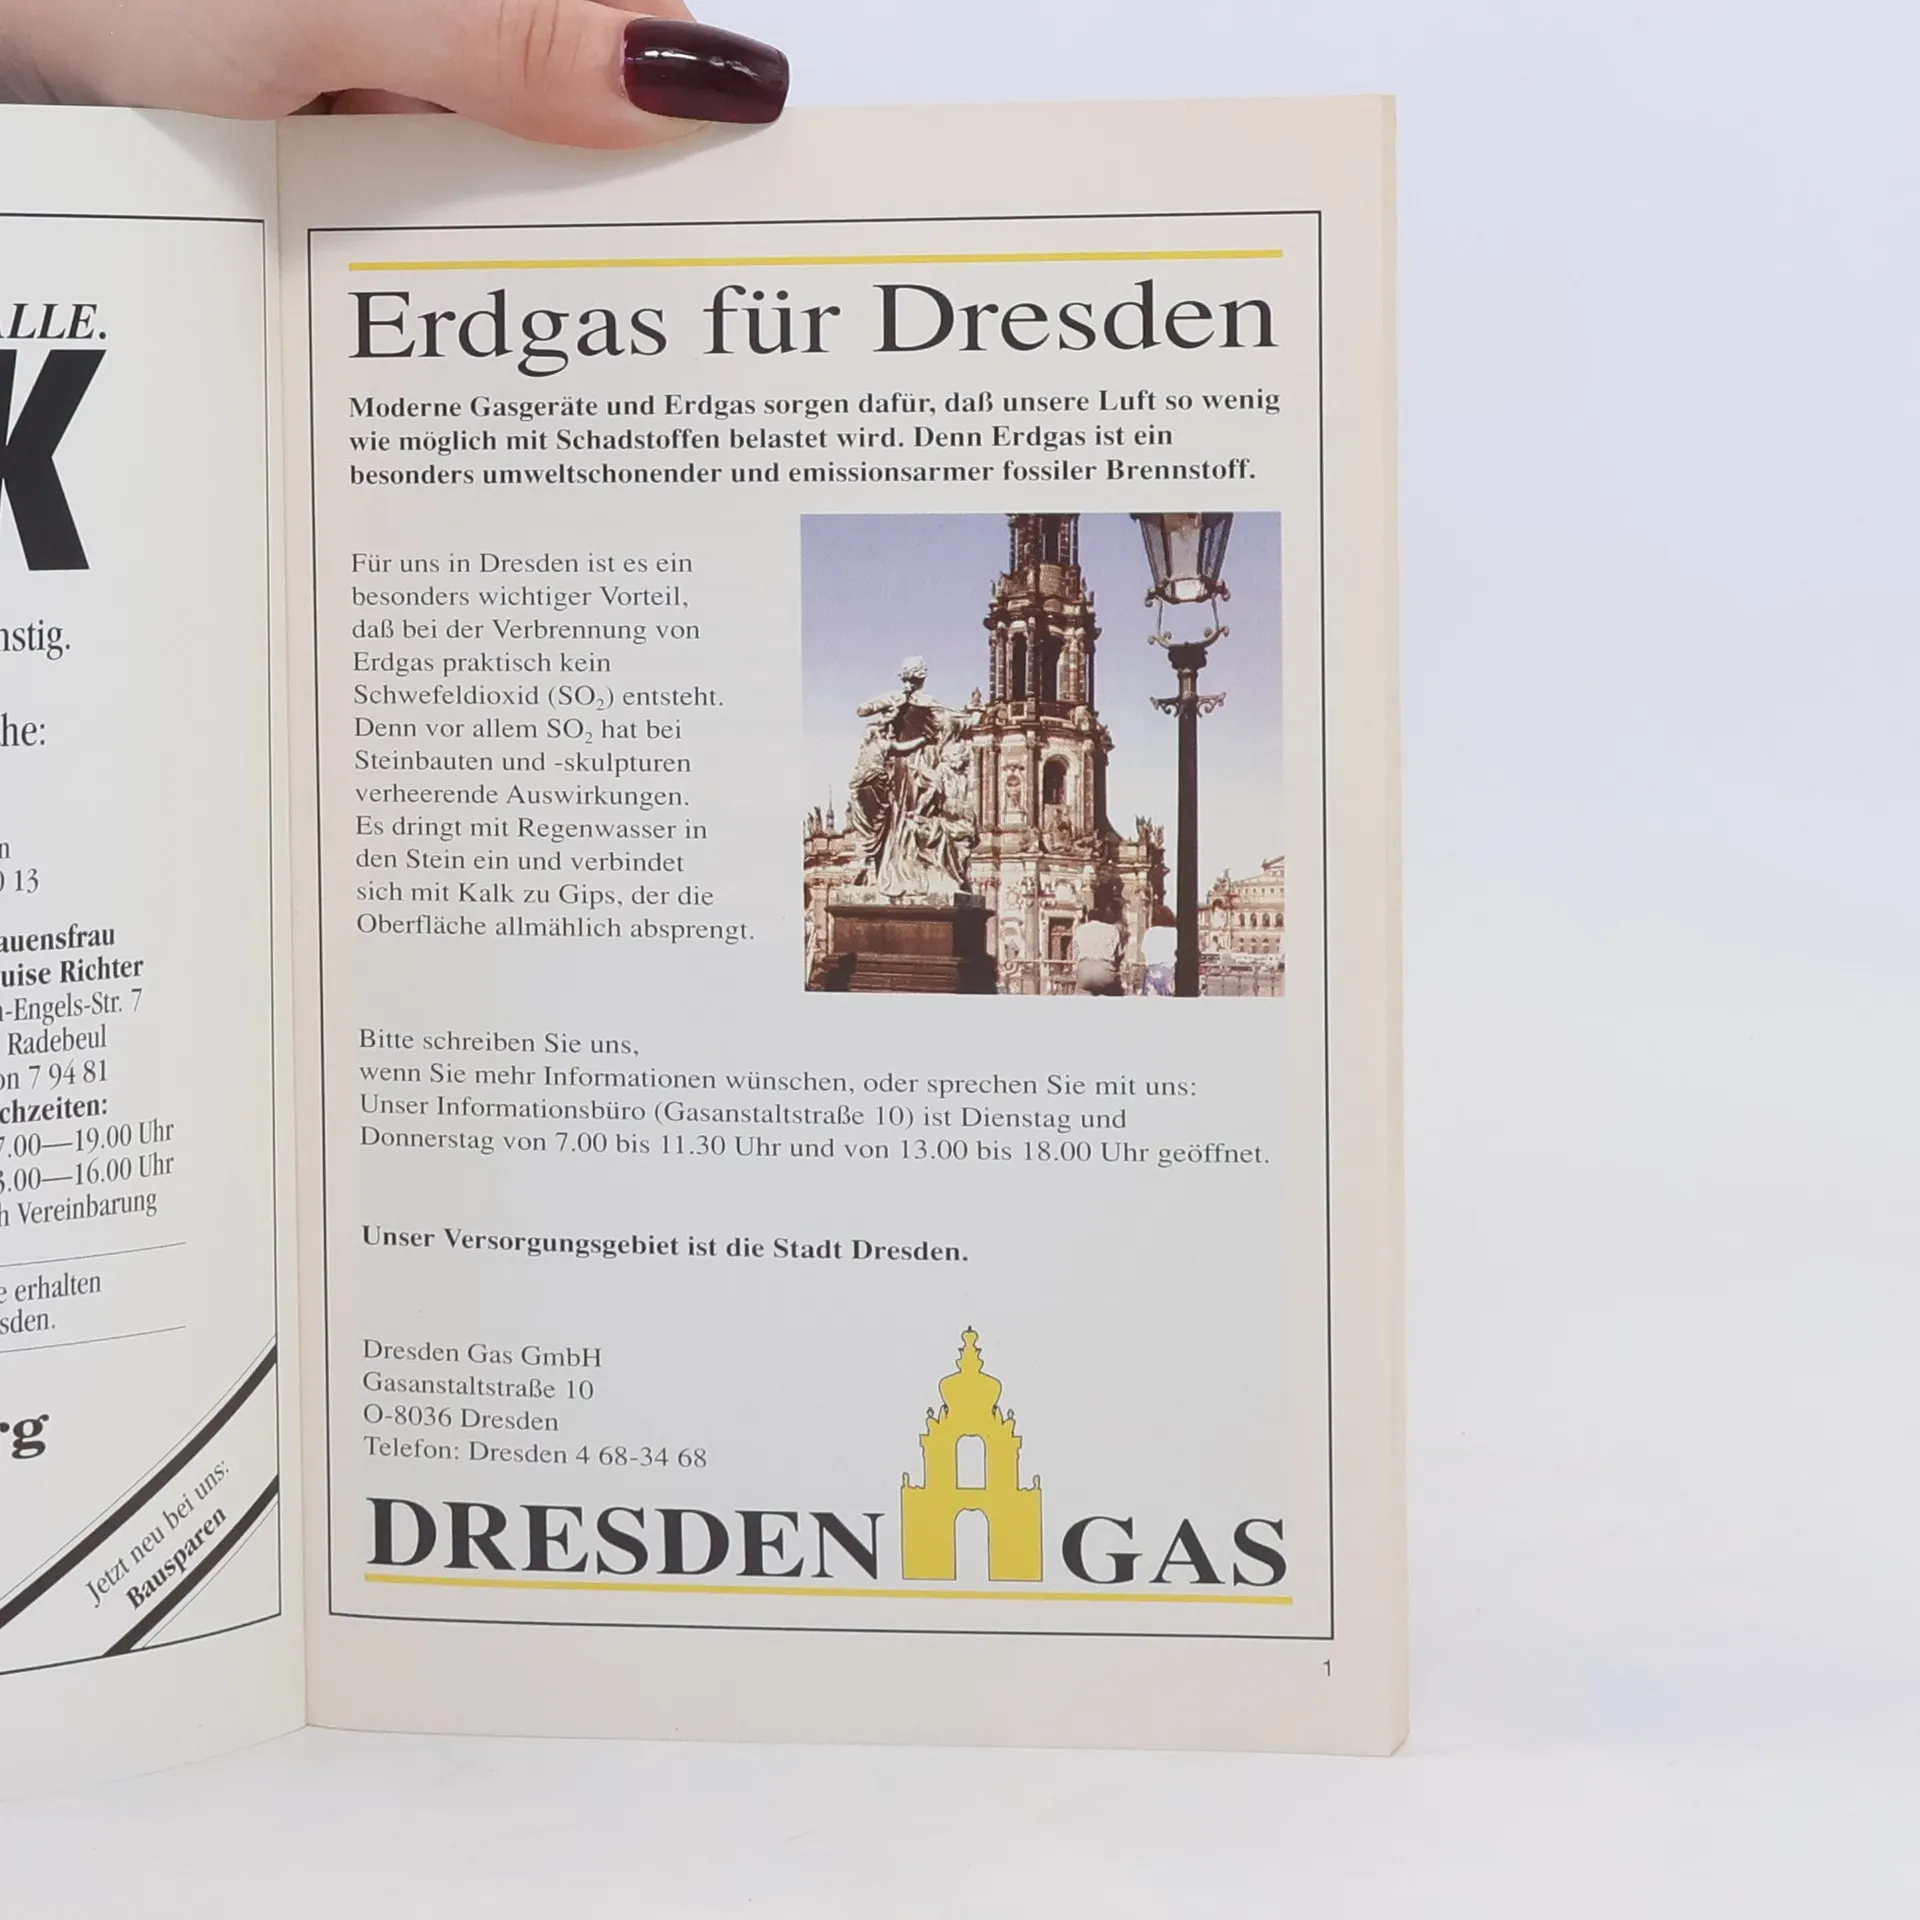 LLE.
K
nstig.
he:
n
0 13
auensfrau
uise Richter
-Engels-Str. 7
Radebeul
on 7 94 81
chzeiten:
7.00—19.00 Uhr
3.00—16.00 Uhr
h Vereinbarung
e erhalten
sden.
rg
Jetzt neu bei uns:
Bausparen
Erdgas für Dresden
Moderne Gasgeräte und Erdgas sorgen dafür, daß unsere Luft so wenig
wie möglich mit Schadstoffen belastet wird. Denn Erdgas ist ein
besonders umweltschonender und emissionsarmer fossiler Brennstoff.
Für uns in Dresden ist es ein
besonders wichtiger Vorteil,
daß bei der Verbrennung von
Erdgas praktisch kein
Schwefeldioxid (SO₂) entsteht.
Denn vor allem SO₂ hat bei
Steinbauten und -skulpturen
verheerende Auswirkungen.
Es dringt mit Regenwasser in
den Stein ein und verbindet
sich mit Kalk zu Gips, der die
Oberfläche allmählich absprengt.
Bitte schreiben Sie uns,
wenn Sie mehr Informationen wünschen, oder sprechen Sie mit uns:
Unser Informationsbüro (Gasanstaltstraße 10) ist Dienstag und
Donnerstag von 7.00 bis 11.30 Uhr und von 13.00 bis 18.00 Uhr geöffnet.
Unser Versorgungsgebiet ist die Stadt Dresden.
Dresden Gas GmbH
Gasanstaltstraße 10
O-8036 Dresden
Telefon: Dresden 4 68-34 68
DRESDEN GAS
1